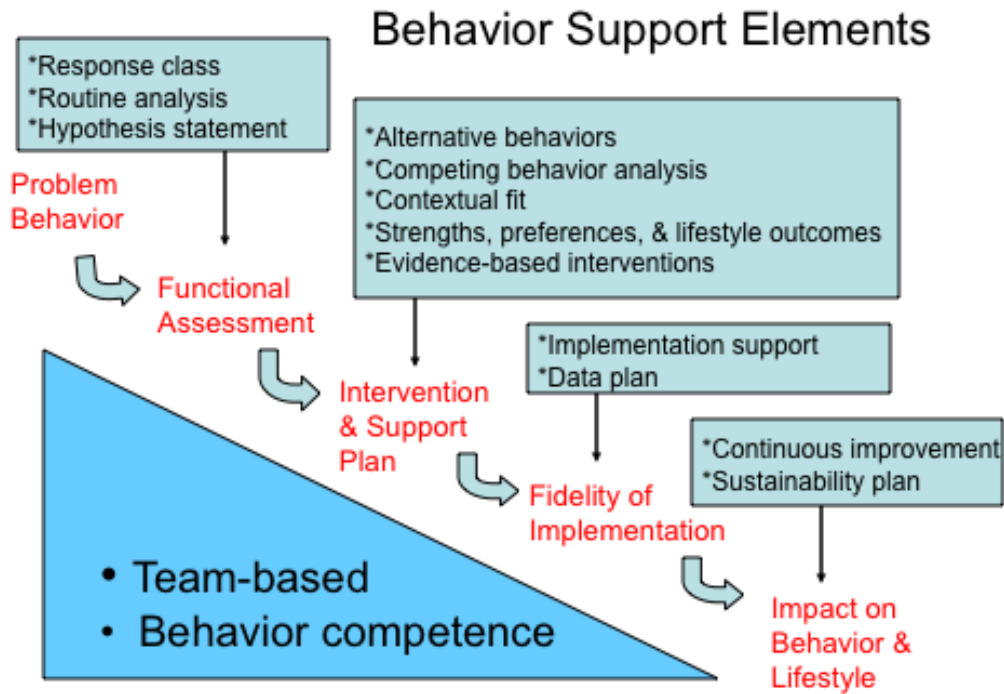 Behavior Support Elements
*Response class
*Routine analysis
*Hypothesis statement
Problem
Behavior
*Alternative behaviors
*Competing behavior analysis
*Contextual fit
*Strengths, preferences, & lifestyle outcomes
*Evidence-based interventions
Functional
Assessment
*Implementation support
*Data plan
Intervention
& Support
Plan
*Continuous improvement
*Sustainability plan
Fidelity of
Implementation
• Team-based
• Behavior competence
Impact on
Behavior &
Lifestyle